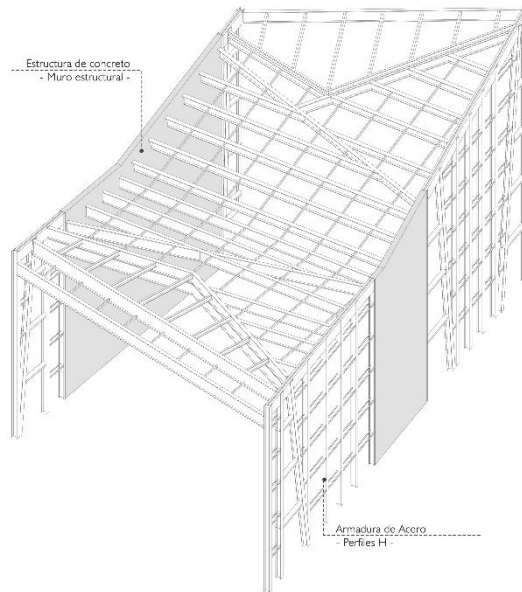 Estructura de concreto
- Muro estructural -
Armadura de Acero
- Perfiles H -